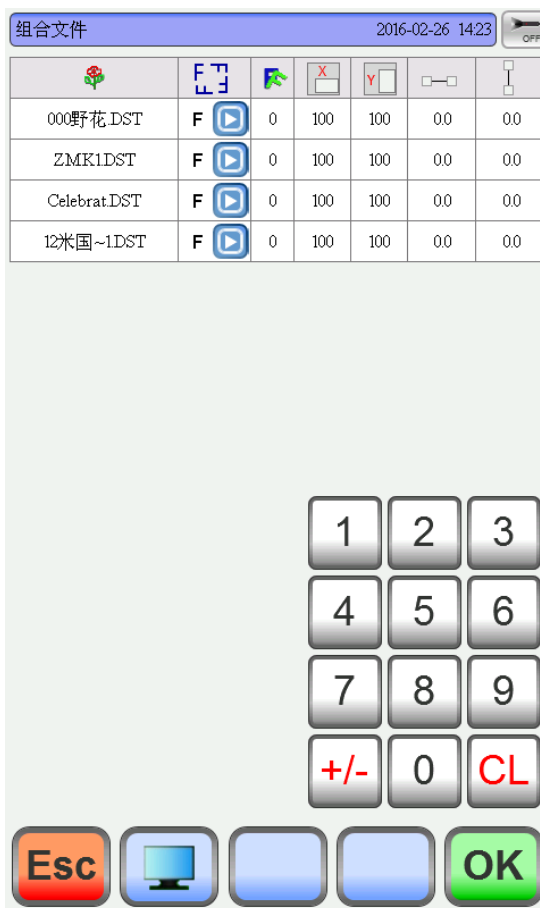 组合文件 2016-02-26 14:23 OFF
F F F F F X Y
000野花.DST F 0 100 100 0.0 0.0
ZMK1.DST F 0 100 100 0.0 0.0
Celebrat.DST F 0 100 100 0.0 0.0
12米国~1.DST F 0 100 100 0.0 0.0
1 2 3
4 5 6
7 8 9
+/- 0 CL
Esc OK